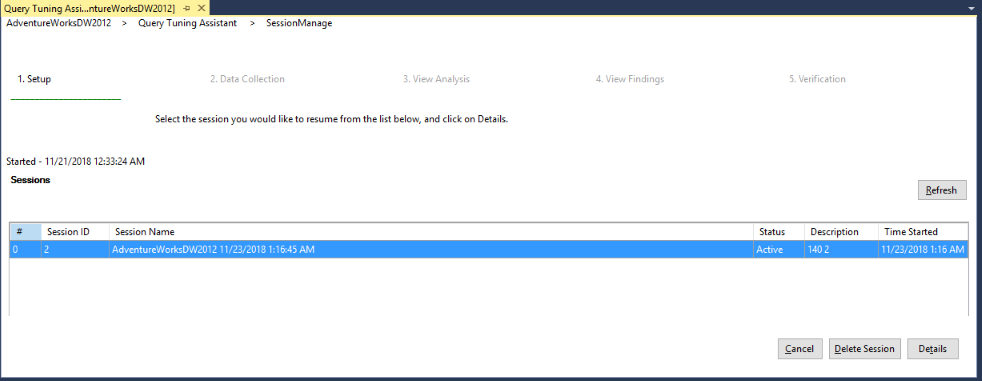 Query Tuning Assi...ntureWorksDW2012]
AdventureWorksDW2012 > Query Tuning Assistant > SessionManage
1. Setup 2. Data Collection 3. View Analysis 4. View Findings 5. Verification
Select the session you would like to resume from the list below, and click on Details.
Started - 11/21/2018 12:33:24 AM
Sessions
Refresh
# Session ID Session Name Status Description Time Started
0 2 AdventureWorksDW2012 11/23/2018 1:16:45 AM Active 140 2 11/23/2018 1:16 AM
Cancel Delete Session Details